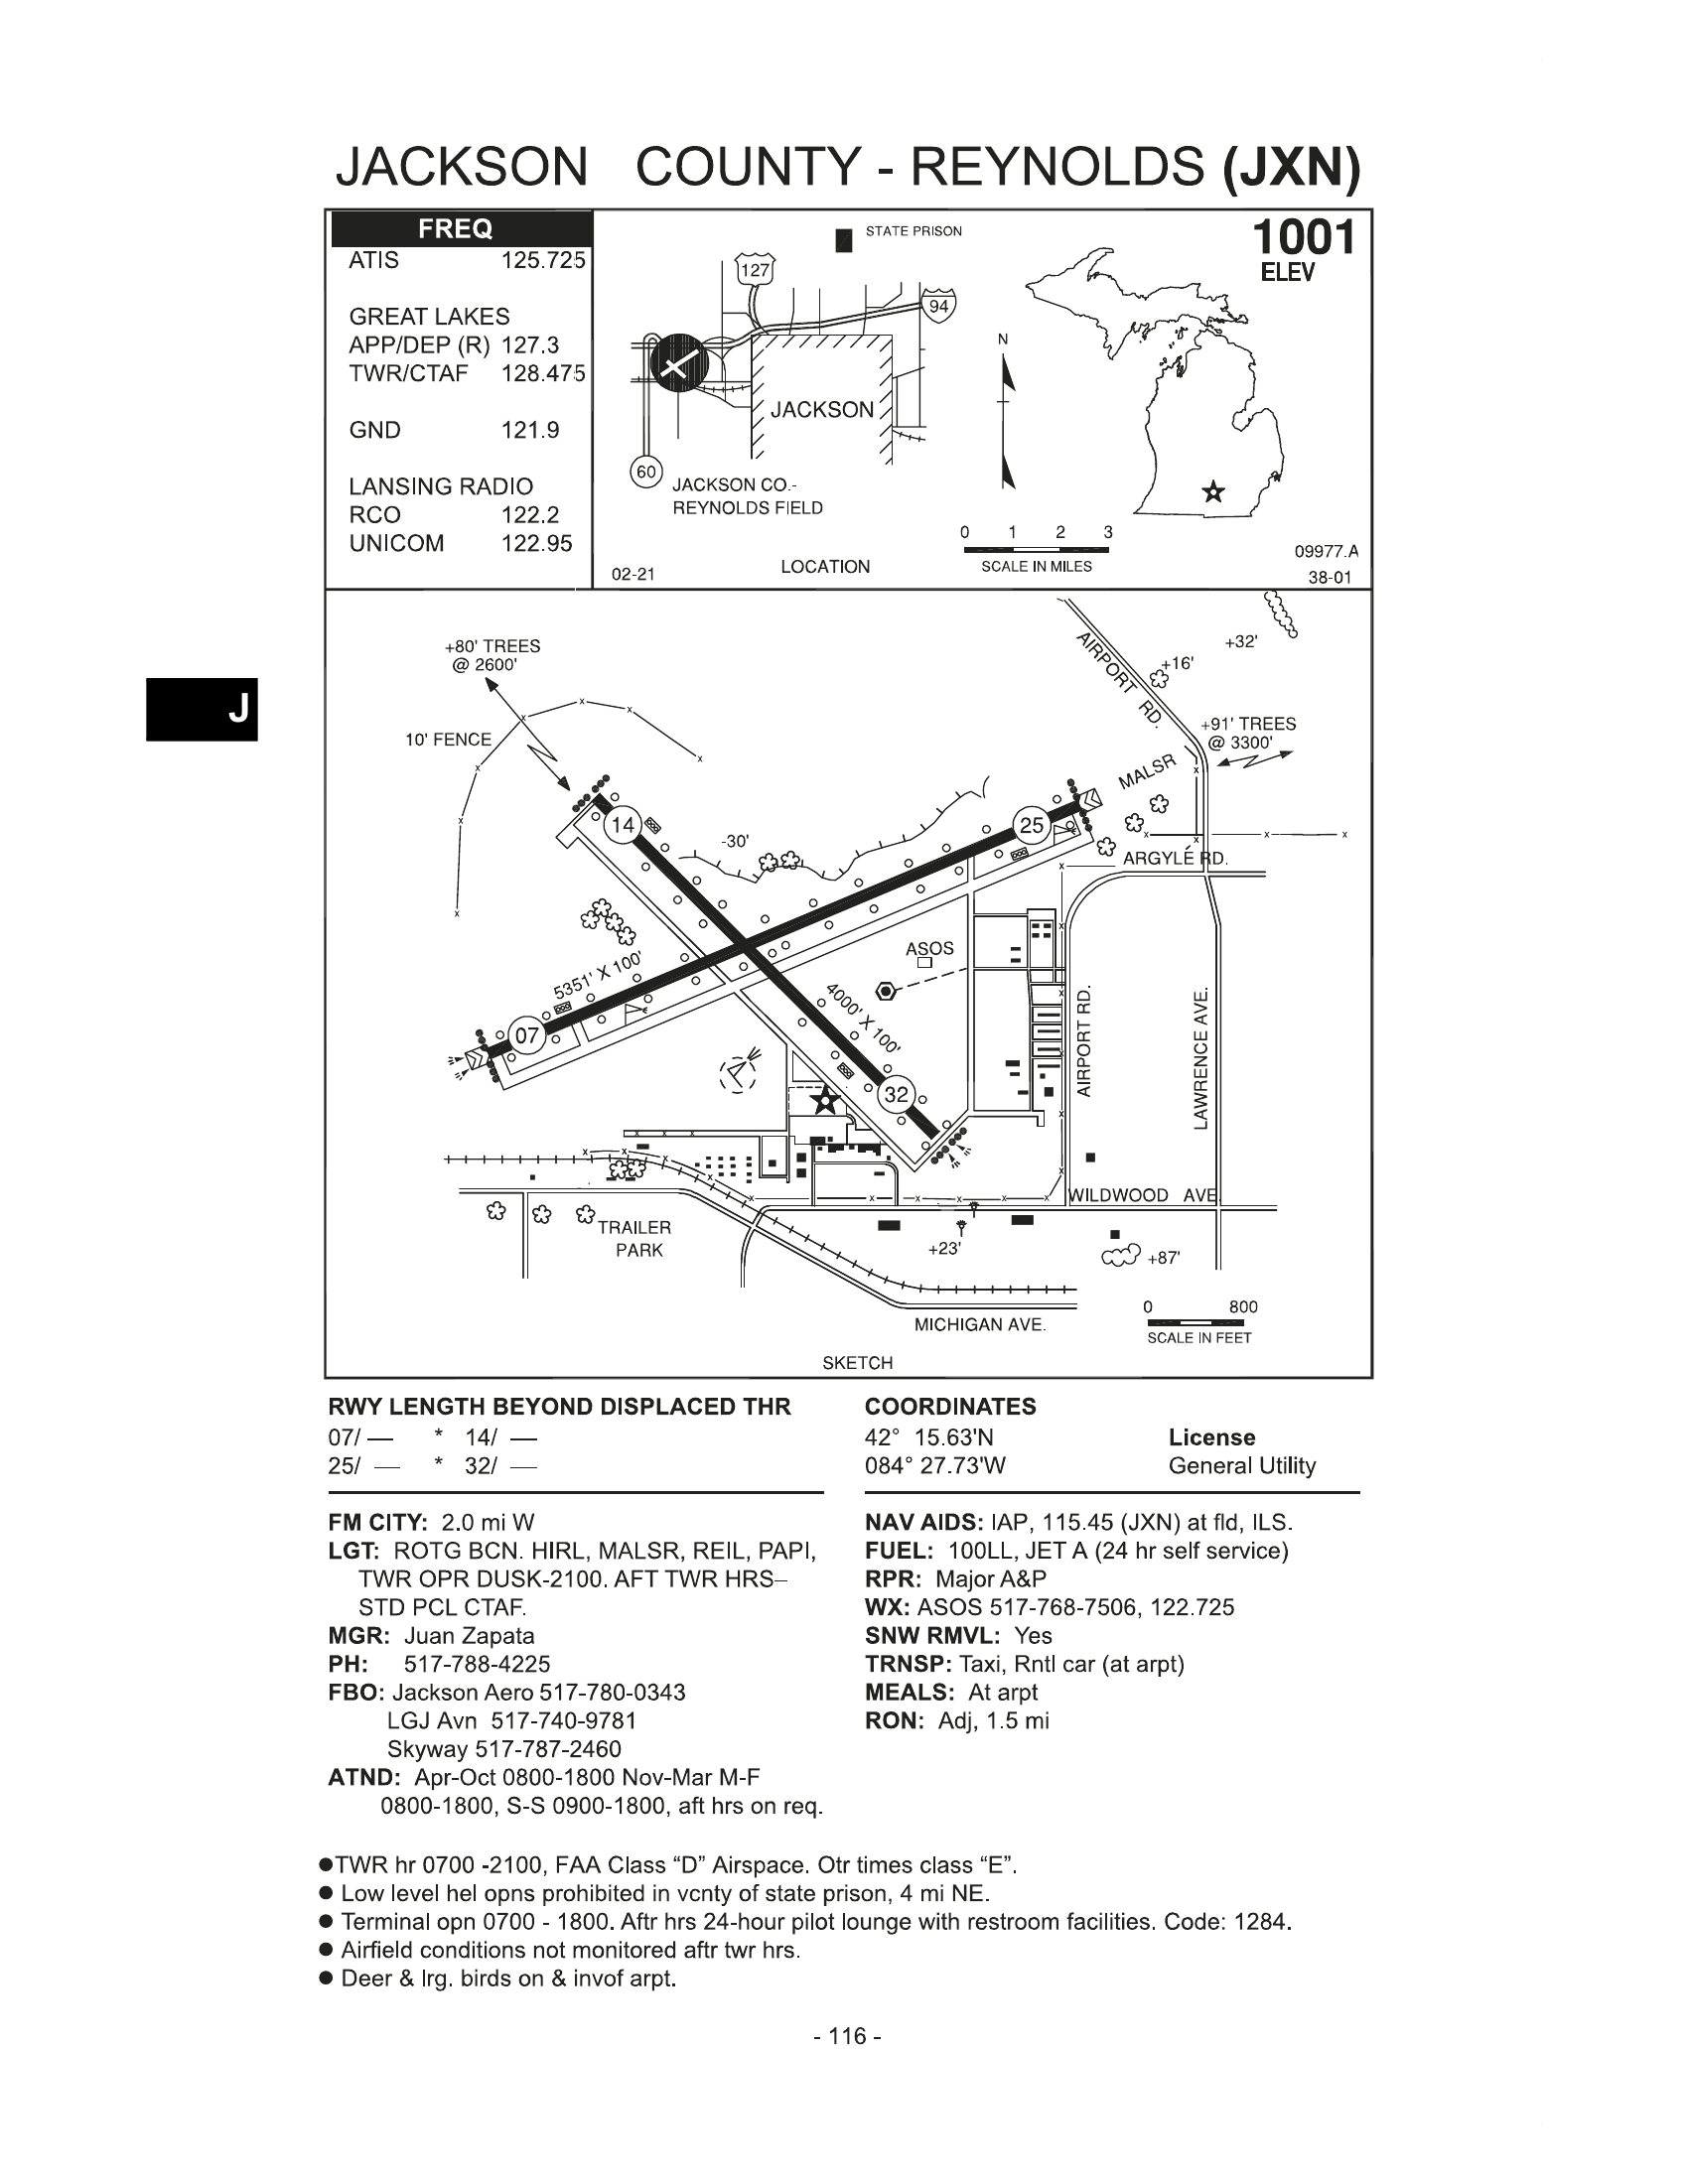 JACKSON COUNTY - REYNOLDS (JXN)
FREQ
ATIS 125.725
GREAT LAKES
APP/DEP (R) 127.3
TWR/CTAF 128.475
GND 121.9
LANSING RADIO
RCO 122.2
UNICOM 122.95
STATE PRISON
127
94
JACKSON
60
JACKSON CO.-
REYNOLDS FIELD
02-21
LOCATION
N
0 1 2 3
SCALE IN MILES
1001
ELEV
09977.A
38-01
J
+80' TREES
@ 2600'
10' FENCE
AIRPORT RD.
+32'
+16'
+91' TREES
@ 3300'
MALSR
14
25
-30'
ARGYLE RD.
ASOS
5351' X 100'
4000' X 100'
07
32
AIRPORT RD.
LAWRENCE AVE.
WILDWOOD AVE.
TRAILER
PARK
+23'
+87'
MICHIGAN AVE.
0 800
SCALE IN FEET
SKETCH
RWY LENGTH BEYOND DISPLACED THR
07/ — * 14/ —
25/ — * 32/ —
COORDINATES
42° 15.63'N
084° 27.73'W
License
General Utility
FM CITY: 2.0 mi W
LGT: ROTG BCN. HIRL, MALSR, REIL, PAPI,
TWR OPR DUSK-2100. AFT TWR HRS–
STD PCL CTAF.
MGR: Juan Zapata
PH: 517-788-4225
FBO: Jackson Aero 517-780-0343
LGJ Avn 517-740-9781
Skyway 517-787-2460
ATND: Apr-Oct 0800-1800 Nov-Mar M-F
0800-1800, S-S 0900-1800, aft hrs on req.
NAV AIDS: IAP, 115.45 (JXN) at fld, ILS.
FUEL: 100LL, JET A (24 hr self service)
RPR: Major A&P
WX: ASOS 517-768-7506, 122.725
SNW RMVL: Yes
TRNSP: Taxi, Rntl car (at arpt)
MEALS: At arpt
RON: Adj, 1.5 mi
●TWR hr 0700 -2100, FAA Class “D” Airspace. Otr times class “E”.
● Low level hel opns prohibited in vcnty of state prison, 4 mi NE.
● Terminal opn 0700 - 1800. Aftr hrs 24-hour pilot lounge with restroom facilities. Code: 1284.
● Airfield conditions not monitored aftr twr hrs.
● Deer & lrg. birds on & invof arpt.
- 116 -